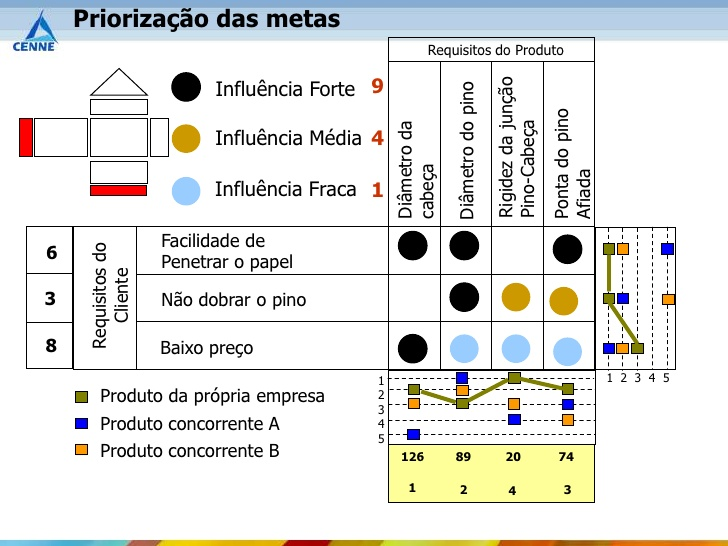 Priorização das metas
CENNE
Requisitos do Produto
Influência Forte 9
Influência Média 4
Influência Fraca 1
Diâmetro da
cabeça
Diâmetro do pino
Rigidez da junção
Pino-Cabeça
Ponta do pino
Afiada
Requisitos do
Cliente
6
Facilidade de
Penetrar o papel
3
Não dobrar o pino
8
Baixo preço
1 2 3 4 5
1
2
3
4
5
Produto da própria empresa
Produto concorrente A
Produto concorrente B
126 89 20 74
1 2 4 3